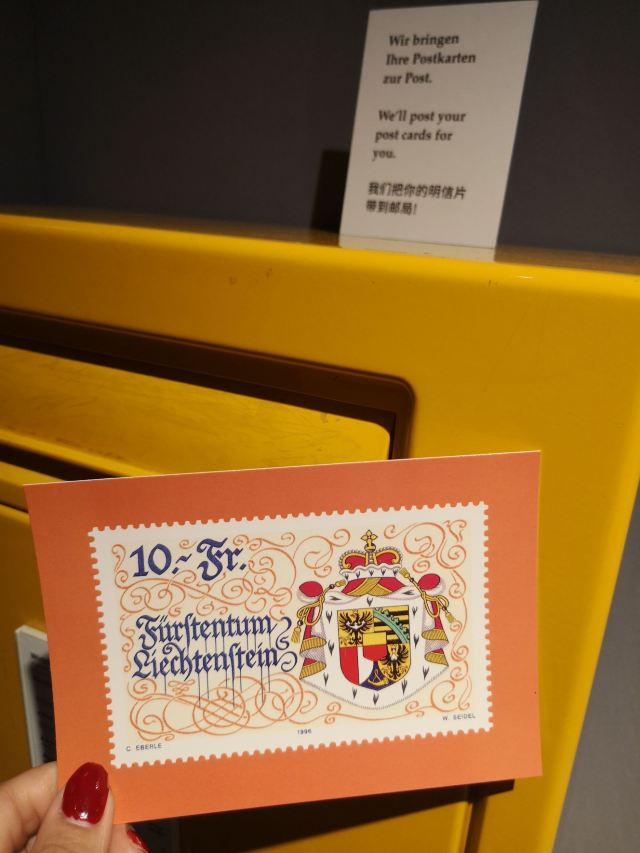 Wir bringen
Ihre Postkarten
zur Post.
We'll post your
post cards for
you.
我们把你的明信片
带到邮局!
10.- Fr.
Fürstentum
Liechtenstein
C. EBERLE
1996
W. SEIDEL